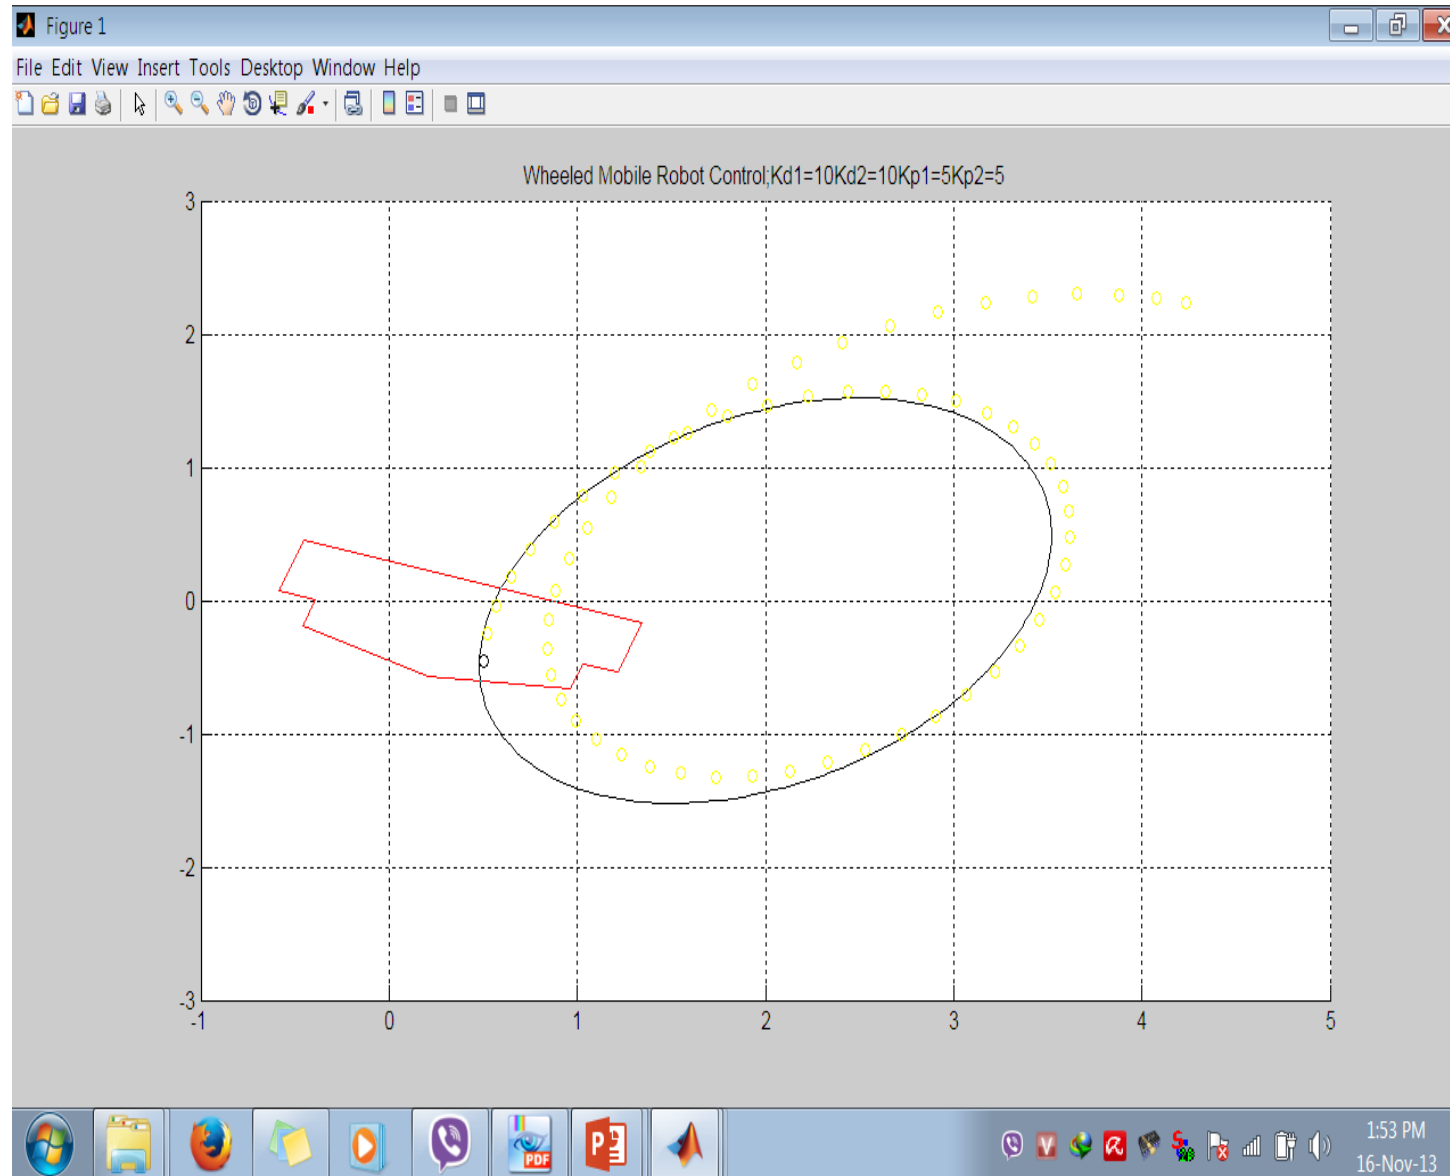 Figure 1
File Edit View Insert Tools Desktop Window Help
Wheeled Mobile Robot Control;Kd1=10Kd2=10Kp1=5Kp2=5
3
2
1
0
-1
-2
-3
-1 0 1 2 3 4 5
PDF
1:53 PM
16-Nov-13